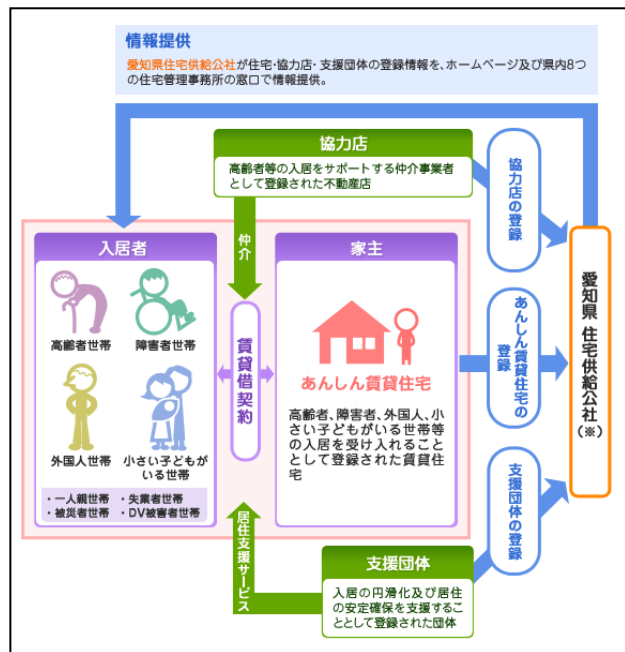 情報提供
愛知県住宅供給公社が住宅・協力店・支援団体の登録情報を、ホームページ及び県内8つ
の住宅管理事務所の窓口で情報提供。
協力店
高齢者等の入居をサポートする仲介事業者
として登録された不動産店
協力店の登録
仲介
入居者
高齢者世帯
障害者世帯
外国人世帯
小さい子どもが
いる世帯
・一人親世帯
・失業者世帯
・被災者世帯
・DV被害者世帯
賃貸借契約
家主
あんしん賃貸住宅
高齢者、障害者、外国人、小
さい子どもがいる世帯等
の入居を受け入れること
として登録された賃貸住
宅
あんしん賃貸住宅の
登録
愛知県 住宅供給公社(※)
居住支援サービス
支援団体
入居の円滑化及び居住
の安定確保を支援するこ
ととして登録された団体
支援団体の登録